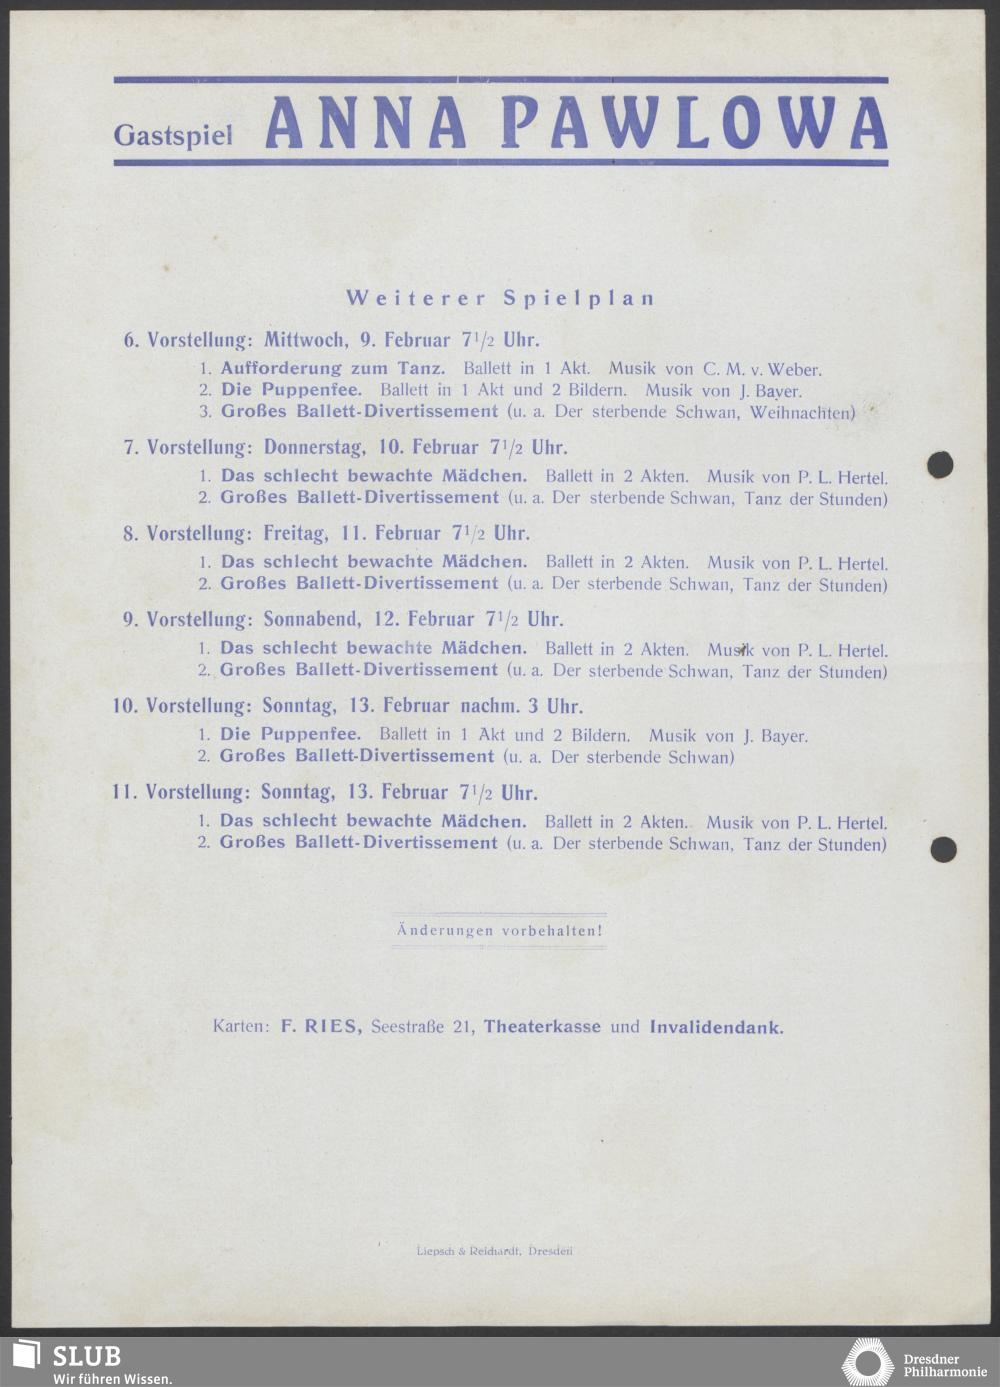 Gastspiel ANNA PAWLOWA
Weiterer Spielplan
6. Vorstellung: Mittwoch, 9. Februar 7 1/2 Uhr.
1. Aufforderung zum Tanz. Ballett in 1 Akt. Musik von C. M. v. Weber.
2. Die Puppenfee. Ballett in 1 Akt und 2 Bildern. Musik von J. Bayer.
3. Großes Ballett-Divertissement (u. a. Der sterbende Schwan, Weihnachten)
7. Vorstellung: Donnerstag, 10. Februar 7 1/2 Uhr.
1. Das schlecht bewachte Mädchen. Ballett in 2 Akten. Musik von P. L. Hertel.
2. Großes Ballett-Divertissement (u. a. Der sterbende Schwan, Tanz der Stunden)
8. Vorstellung: Freitag, 11. Februar 7 1/2 Uhr.
1. Das schlecht bewachte Mädchen. Ballett in 2 Akten. Musik von P. L. Hertel.
2. Großes Ballett-Divertissement (u. a. Der sterbende Schwan, Tanz der Stunden)
9. Vorstellung: Sonnabend, 12. Februar 7 1/2 Uhr.
1. Das schlecht bewachte Mädchen. Ballett in 2 Akten. Musik von P. L. Hertel.
2. Großes Ballett-Divertissement (u. a. Der sterbende Schwan, Tanz der Stunden)
10. Vorstellung: Sonntag, 13. Februar nachm. 3 Uhr.
1. Die Puppenfee. Ballett in 1 Akt und 2 Bildern. Musik von J. Bayer.
2. Großes Ballett-Divertissement (u. a. Der sterbende Schwan)
11. Vorstellung: Sonntag, 13. Februar 7 1/2 Uhr.
1. Das schlecht bewachte Mädchen. Ballett in 2 Akten. Musik von P. L. Hertel.
2. Großes Ballett-Divertissement (u. a. Der sterbende Schwan, Tanz der Stunden)
Änderungen vorbehalten!
Karten: F. RIES, Seestraße 21, Theaterkasse und Invalidendank.
Liepsch & Reichardt, Dresden
SLUB
Wir führen Wissen.
Dresdner
Philharmonie